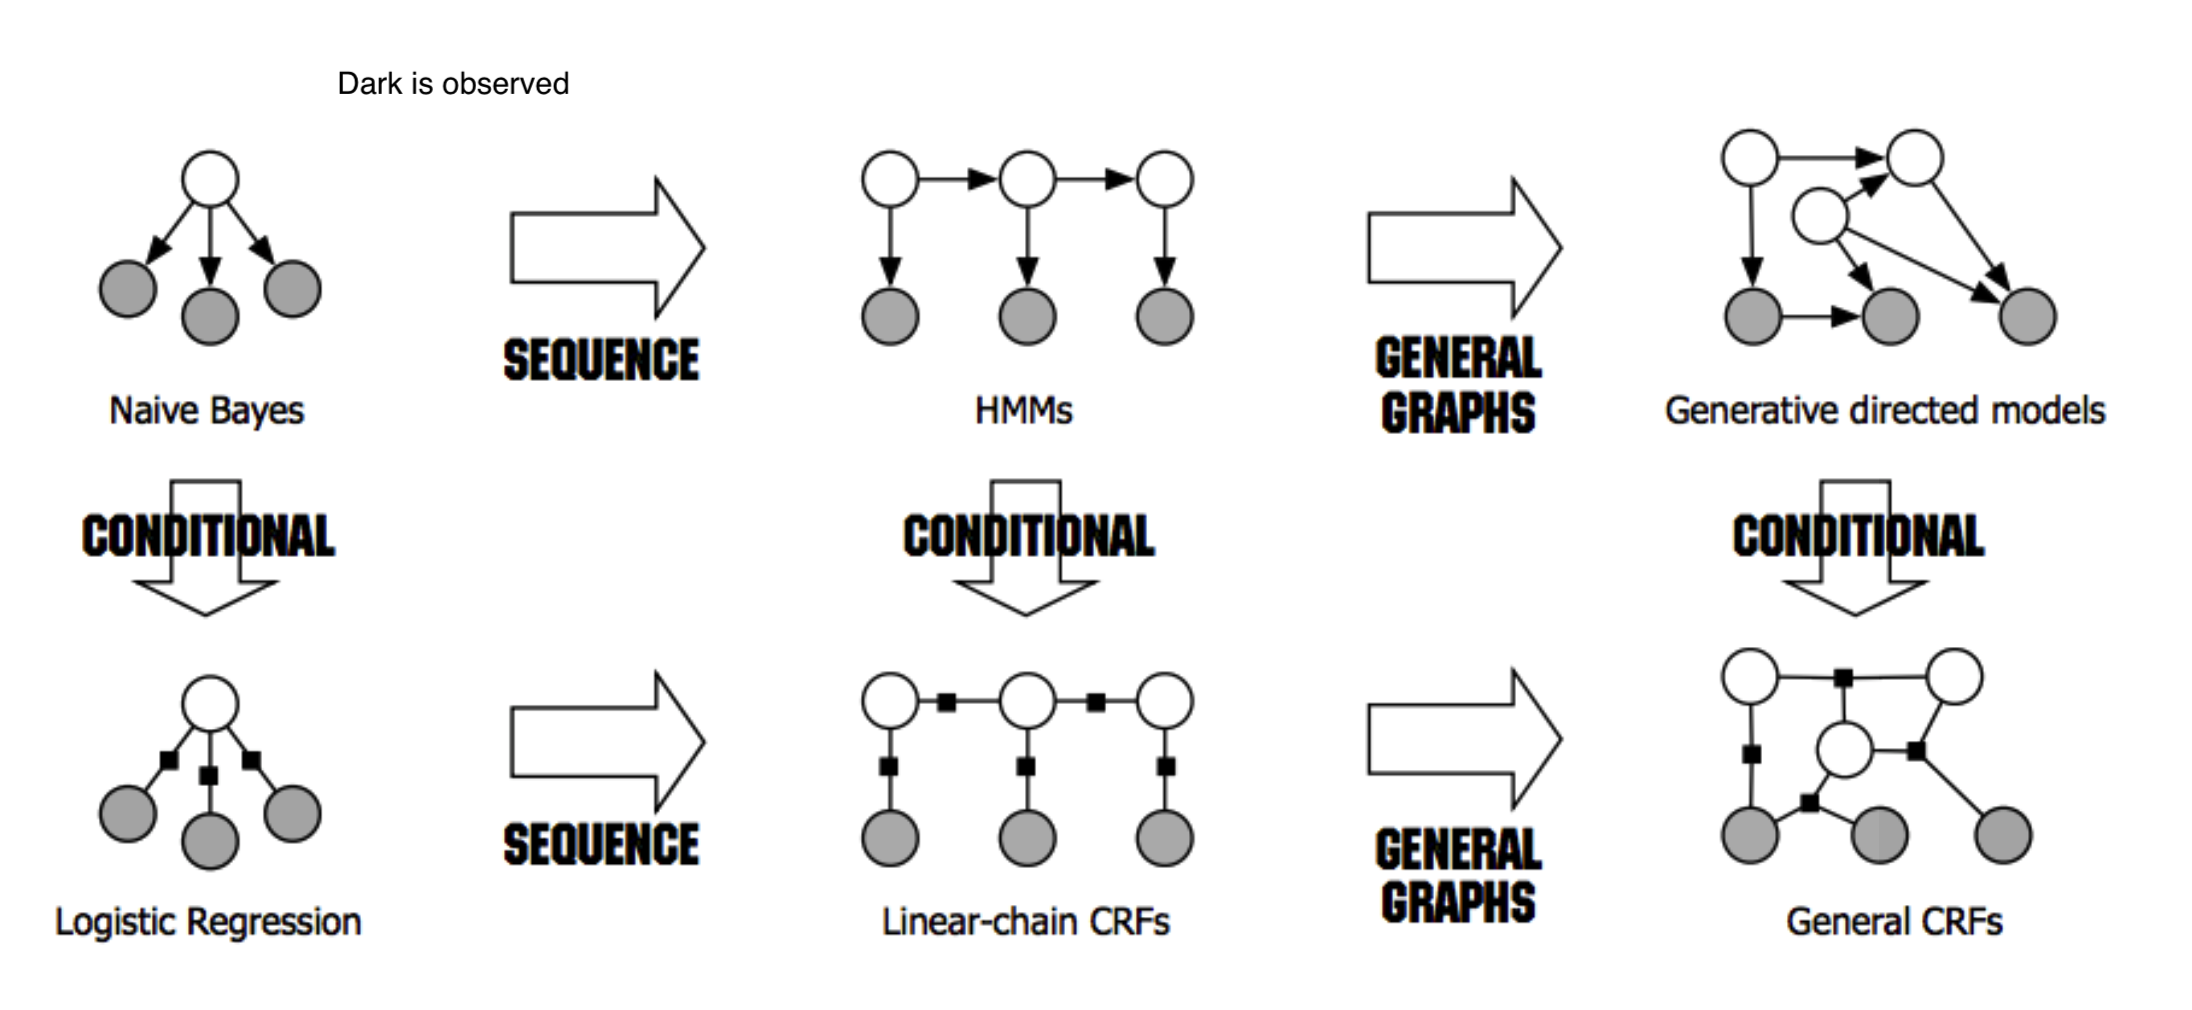 Dark is observed
SEQUENCE
GENERAL
GRAPHS
Naive Bayes
HMMs
Generative directed models
CONDITIONAL
CONDITIONAL
CONDITIONAL
SEQUENCE
GENERAL
GRAPHS
Logistic Regression
Linear-chain CRFs
General CRFs